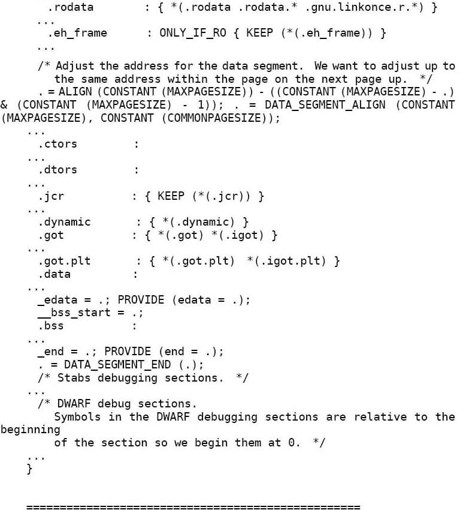 .rodata : { *(.rodata .rodata.* .gnu.linkonce.r.*) }
...
.eh_frame : ONLY_IF_RO { KEEP (*(.eh_frame)) }
...
/* Adjust the address for the data segment. We want to adjust up to
the same address within the page on the next page up. */
. = ALIGN (CONSTANT (MAXPAGESIZE)) - ((CONSTANT (MAXPAGESIZE) - .)
& (CONSTANT (MAXPAGESIZE) - 1)); . = DATA_SEGMENT_ALIGN (CONSTANT
(MAXPAGESIZE), CONSTANT (COMMONPAGESIZE));
...
.ctors :
...
.dtors :
...
.jcr : { KEEP (*(.jcr)) }
...
.dynamic : { *(.dynamic) }
.got : { *(.got) *(.igot) }
...
.got.plt : { *(.got.plt) *(.igot.plt) }
.data :
...
_edata = .; PROVIDE (edata = .);
__bss_start = .;
.bss :
...
_end = .; PROVIDE (end = .);
. = DATA_SEGMENT_END (.);
/* Stabs debugging sections. */
...
/* DWARF debug sections.
Symbols in the DWARF debugging sections are relative to the
beginning
of the section so we begin them at 0. */
...
}
==================================================